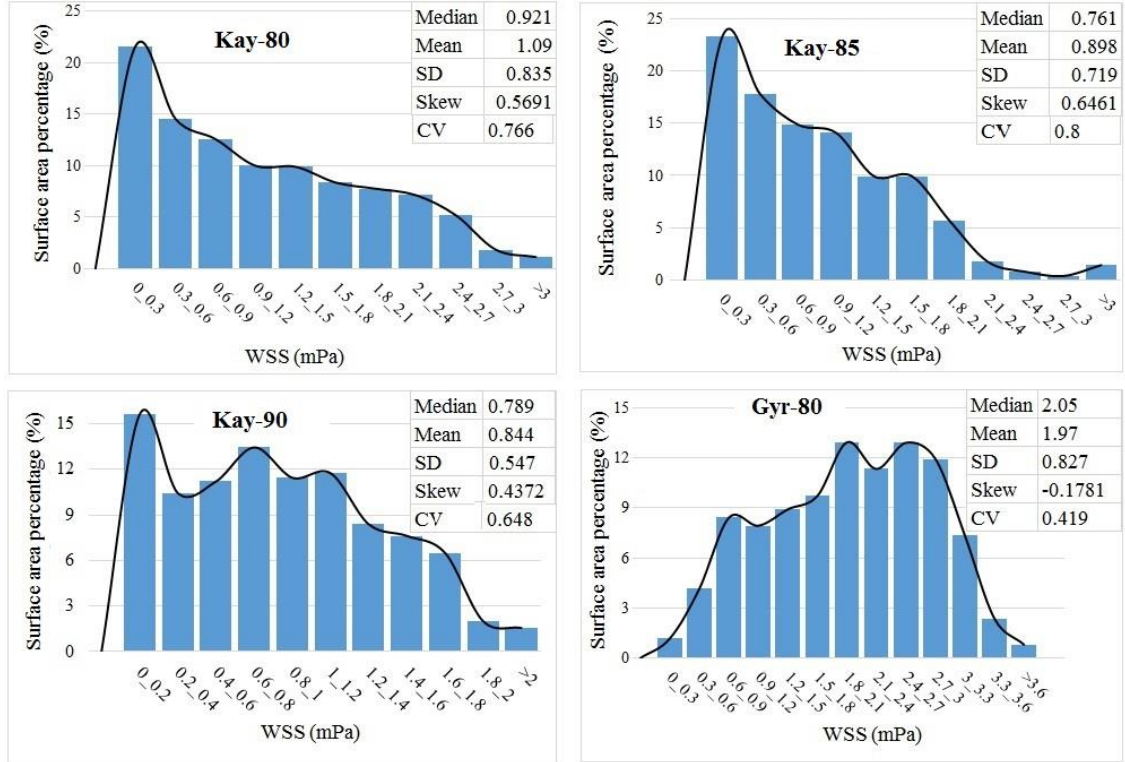 Kay-80
Median 0.921
Mean 1.09
SD 0.835
Skew 0.5691
CV 0.766
Surface area percentage (%)
25
20
15
10
5
0
0_0.3 0.3_0.6 0.6_0.9 0.9_1.2 1.2_1.5 1.5_1.8 1.8_2.1 2.1_2.4 2.4_2.7 2.7_3 >3
WSS (mPa)
Kay-85
Median 0.761
Mean 0.898
SD 0.719
Skew 0.6461
CV 0.8
Surface area percentage (%)
25
20
15
10
5
0
0_0.3 0.3_0.6 0.6_0.9 0.9_1.2 1.2_1.5 1.5_1.8 1.8_2.1 2.1_2.4 2.4_2.7 2.7_3 >3
WSS (mPa)
Kay-90
Median 0.789
Mean 0.844
SD 0.547
Skew 0.4372
CV 0.648
Surface area percentage (%)
15
12
9
6
3
0
0_0.2 0.2_0.4 0.4_0.6 0.6_0.8 0.8_1 1_1.2 1.2_1.4 1.4_1.6 1.6_1.8 1.8_2 >2
WSS (mPa)
Gyr-80
Median 2.05
Mean 1.97
SD 0.827
Skew -0.1781
CV 0.419
Surface area percentage (%)
15
12
9
6
3
0
0_0.3 0.3_0.6 0.6_0.9 0.9_1.2 1.2_1.5 1.5_1.8 1.8_2.1 2.1_2.4 2.4_2.7 2.7_3 3_3.3 3.3_3.6 >3.6
WSS (mPa)